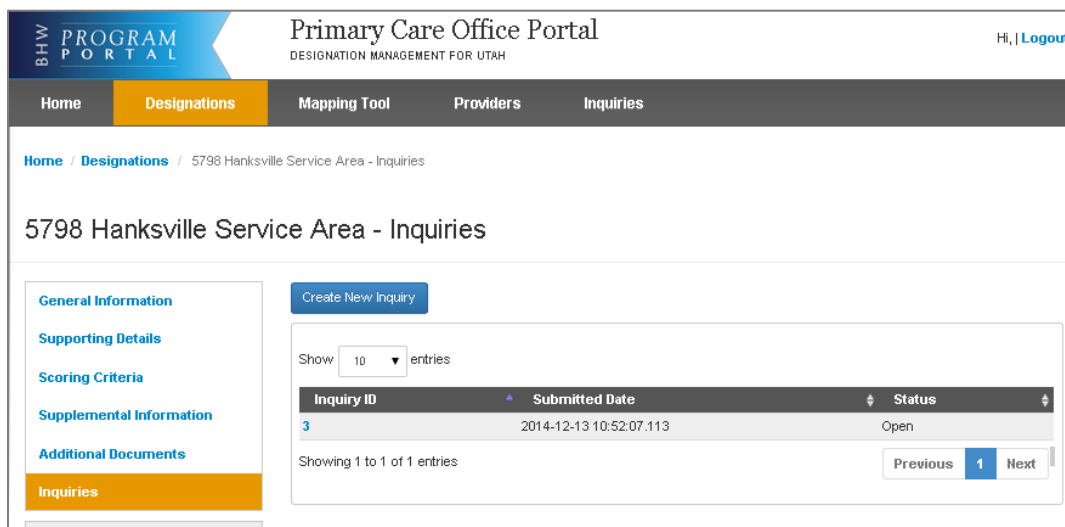 BHW
PROGRAM
PORTAL
Primary Care Office Portal
DESIGNATION MANAGEMENT FOR UTAH
Hi, | Logout
Home Designations Mapping Tool Providers Inquiries
Home / Designations / 5798 Hanksville Service Area - Inquiries
5798 Hanksville Service Area - Inquiries
General Information
Supporting Details
Scoring Criteria
Supplemental Information
Additional Documents
Inquiries
Create New Inquiry
Show 10 entries
Inquiry ID Submitted Date Status
3 2014-12-13 10:52:07.113 Open
Showing 1 to 1 of 1 entries
Previous 1 Next